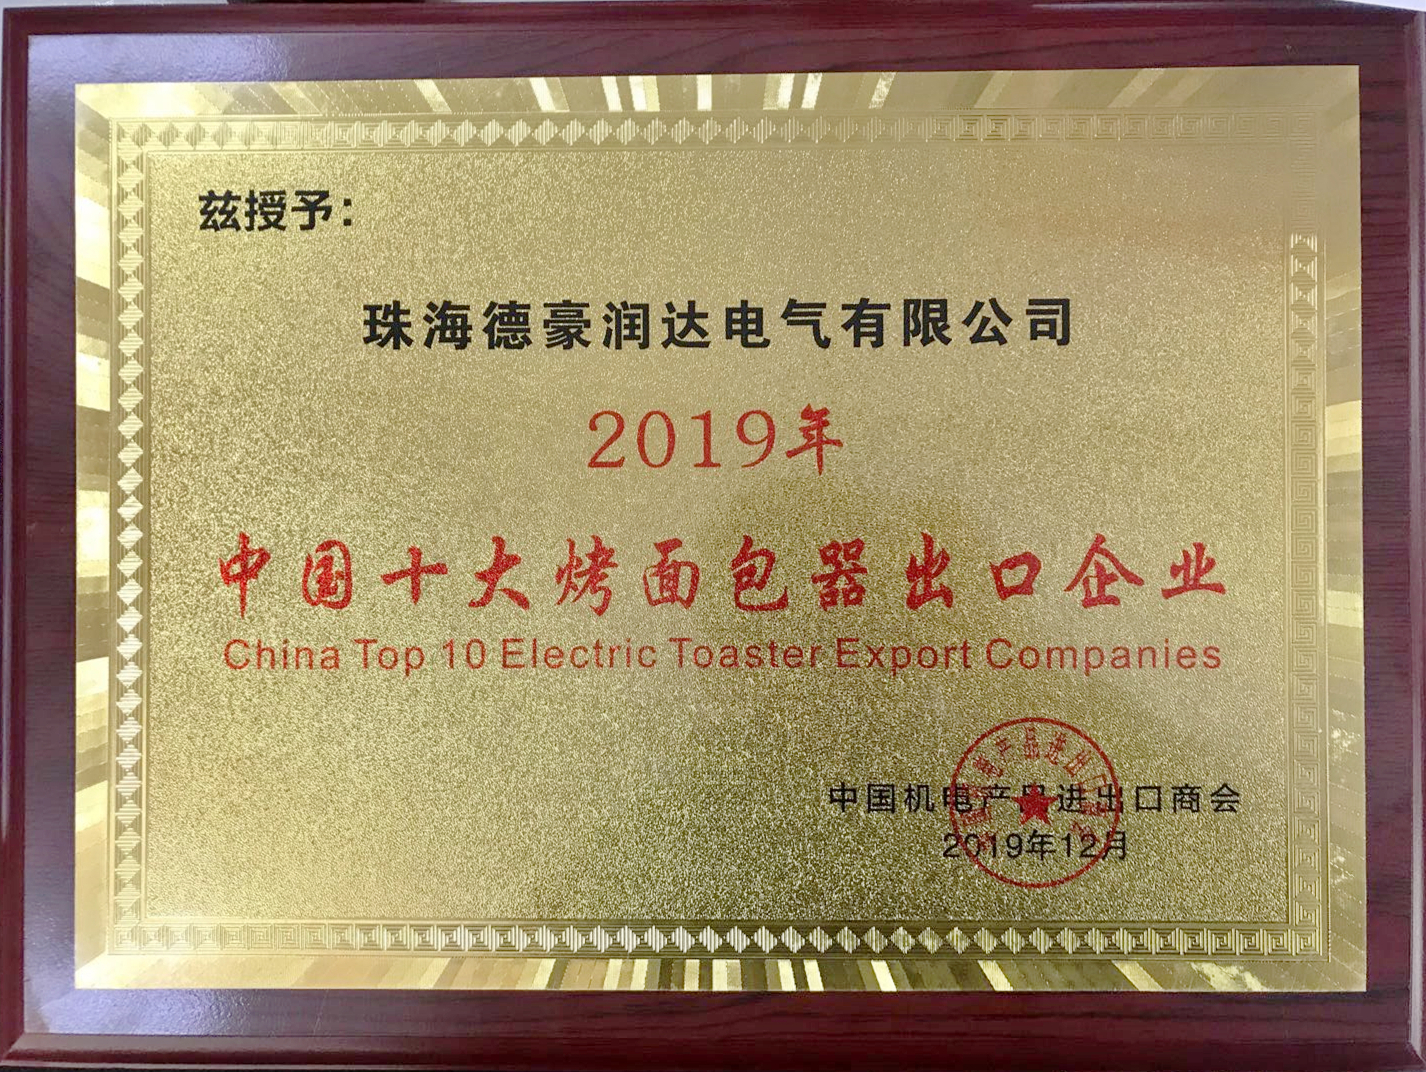 兹授予：
珠海德豪润达电气有限公司
2019年
中国十大烤面包器出口企业
China Top 10 Electric Toaster Export Companies
中国机电产品进出口商会
2019年12月